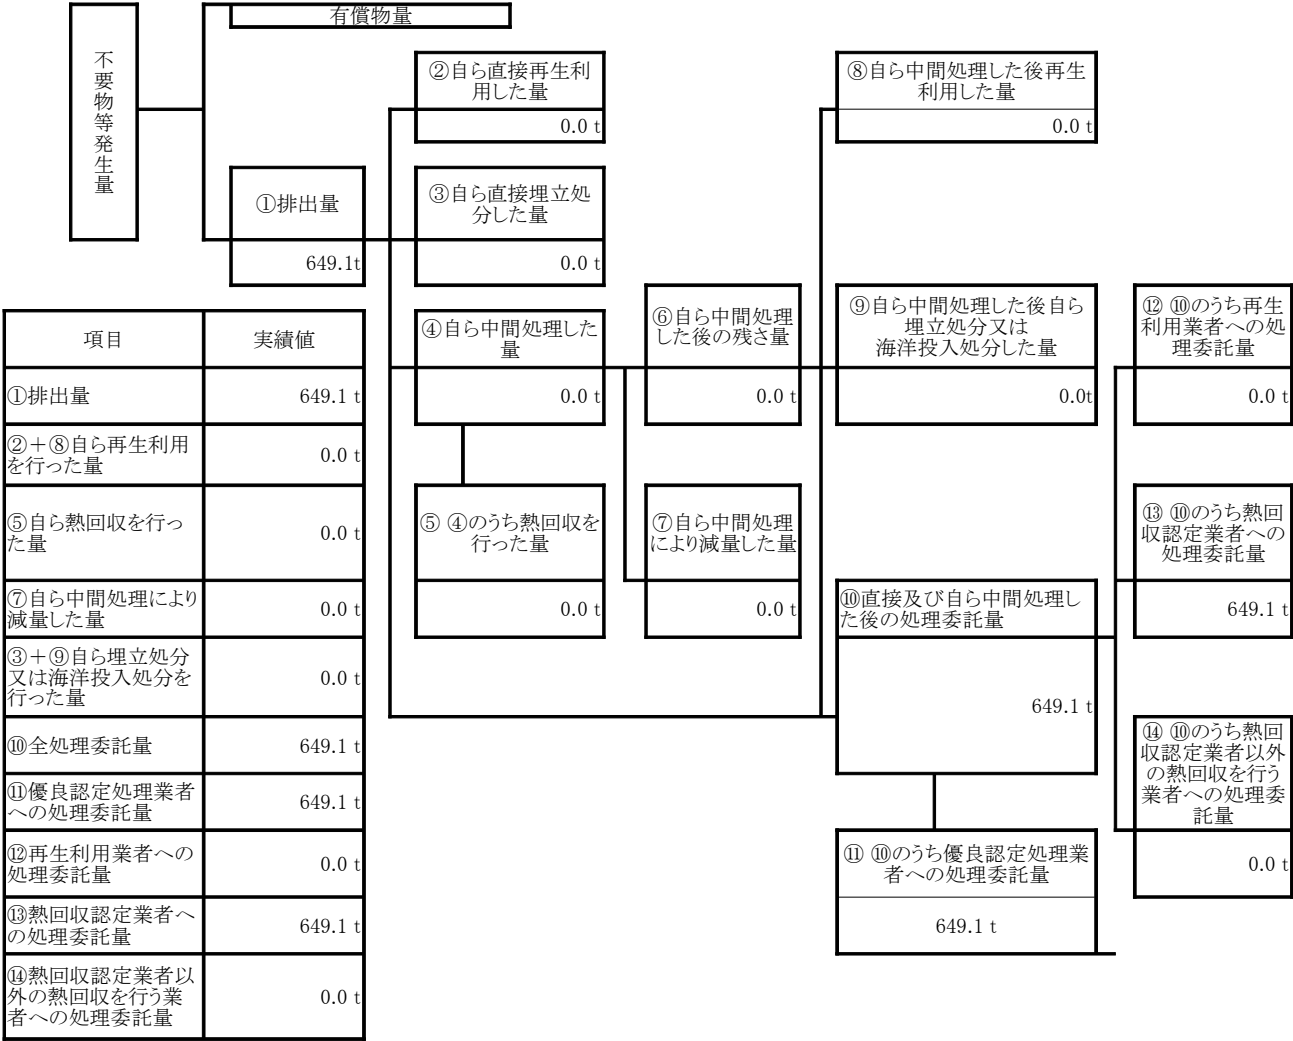 不要物等発生量
有償物量
②自ら直接再生利
用した量
0.0 t
⑧自ら中間処理した後再生
利用した量
0.0 t
①排出量
649.1t
③自ら直接埋立処
分した量
0.0 t
④自ら中間処理した
量
0.0 t
⑥自ら中間処理
した後の残さ量
0.0 t
⑨自ら中間処理した後自ら
埋立処分又は
海洋投入処分した量
0.0t
⑫ ⑩のうち再生
利用業者への処
理委託量
0.0 t
⑤ ④のうち熱回収を
行った量
0.0 t
⑦自ら中間処理
により減量した量
0.0 t
⑬ ⑩のうち熱回
収認定業者への
処理委託量
649.1 t
⑩直接及び自ら中間処理し
た後の処理委託量
649.1 t
⑭ ⑩のうち熱回
収認定業者以外
の熱回収を行う
業者への処理委
託量
0.0 t
⑪ ⑩のうち優良認定処理業
者への処理委託量
649.1 t
項目 実績値
①排出量 649.1 t
②＋⑧自ら再生利用
を行った量 0.0 t
⑤自ら熱回収を行っ
た量 0.0 t
⑦自ら中間処理により
減量した量 0.0 t
③＋⑨自ら埋立処分
又は海洋投入処分を
行った量 0.0 t
⑩全処理委託量 649.1 t
⑪優良認定処理業者
への処理委託量 649.1 t
⑫再生利用業者への
処理委託量 0.0 t
⑬熱回収認定業者へ
の処理委託量 649.1 t
⑭熱回収認定業者以
外の熱回収を行う業
者への処理委託量 0.0 t